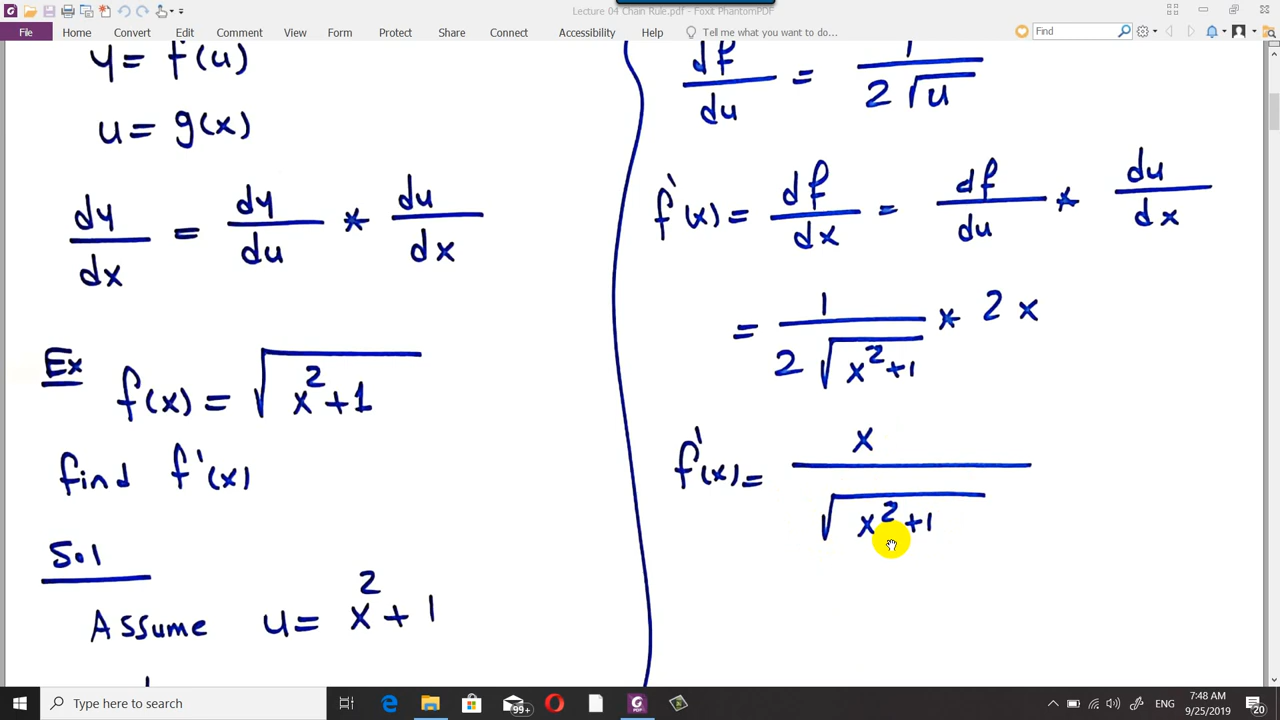 Lecture 04 Chain Rule.pdf - Foxit PhantomPDF
File Home Convert Edit Comment View Form Protect Share Connect Accessibility Help Tell me what you want to do... Find
y = f(u)
u = g(x)
dy/dx = dy/du * du/dx
Ex f(x) = √(x²+1)
find f'(x)
Sol
Assume u = x² + 1
df/du = 1/(2√u)
f'(x) = df/dx = df/du * du/dx
= 1/(2√(x²+1)) * 2x
f'(x) = x/√(x²+1)
Type here to search
99+
7:48 AM
9/25/2019
20